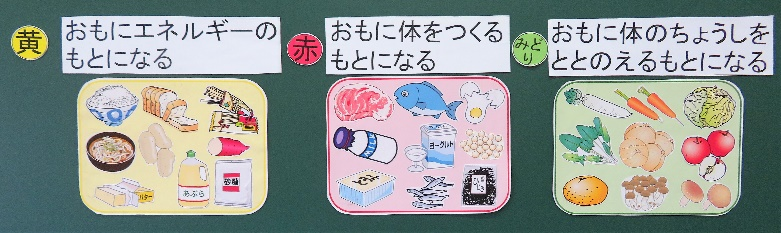 黄
おもにエネルギーの
もとになる
赤
おもに体をつくる
もとになる
みど
り
おもに体のちょうしを
ととのえるもとになる
バター
あぶら
砂糖
ヨーグルト